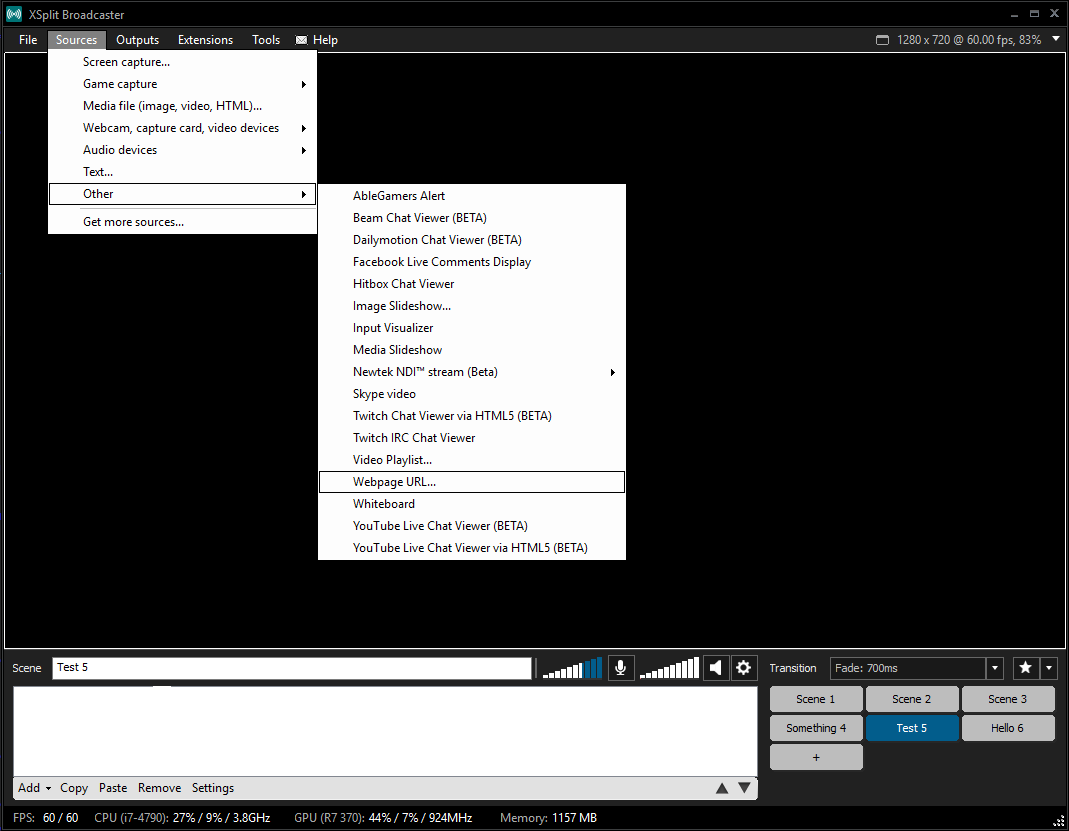 XSplit Broadcaster
File Sources Outputs Extensions Tools Help 1280 x 720 @ 60.00 fps, 83%
Screen capture...
Game capture
Media file (image, video, HTML)...
Webcam, capture card, video devices
Audio devices
Text...
Other
Get more sources...
AbleGamers Alert
Beam Chat Viewer (BETA)
Dailymotion Chat Viewer (BETA)
Facebook Live Comments Display
Hitbox Chat Viewer
Image Slideshow...
Input Visualizer
Media Slideshow
Newtek NDI™ stream (Beta)
Skype video
Twitch Chat Viewer via HTML5 (BETA)
Twitch IRC Chat Viewer
Video Playlist...
Webpage URL...
Whiteboard
YouTube Live Chat Viewer (BETA)
YouTube Live Chat Viewer via HTML5 (BETA)
Scene Test 5 Transition Fade: 700ms
Scene 1 Scene 2 Scene 3
Something 4 Test 5 Hello 6
+
Add Copy Paste Remove Settings
FPS: 60 / 60 CPU (i7-4790): 27% / 9% / 3.8GHz GPU (R7 370): 44% / 7% / 924MHz Memory: 1157 MB